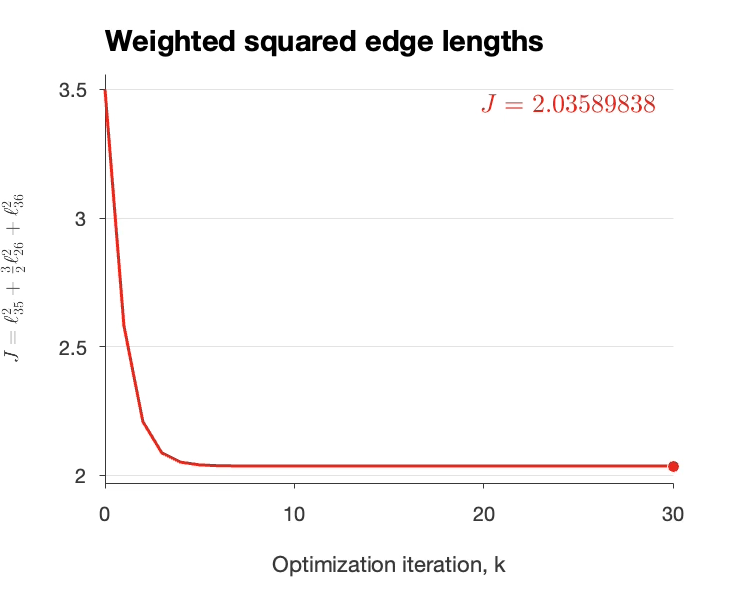 Weighted squared edge lengths
J = 2.03589838
3.5
3
2.5
2
J = ℓ²₃₅ + 3/2 ℓ²₂₆ + ℓ²₃₆
0
10
20
30
Optimization iteration, k